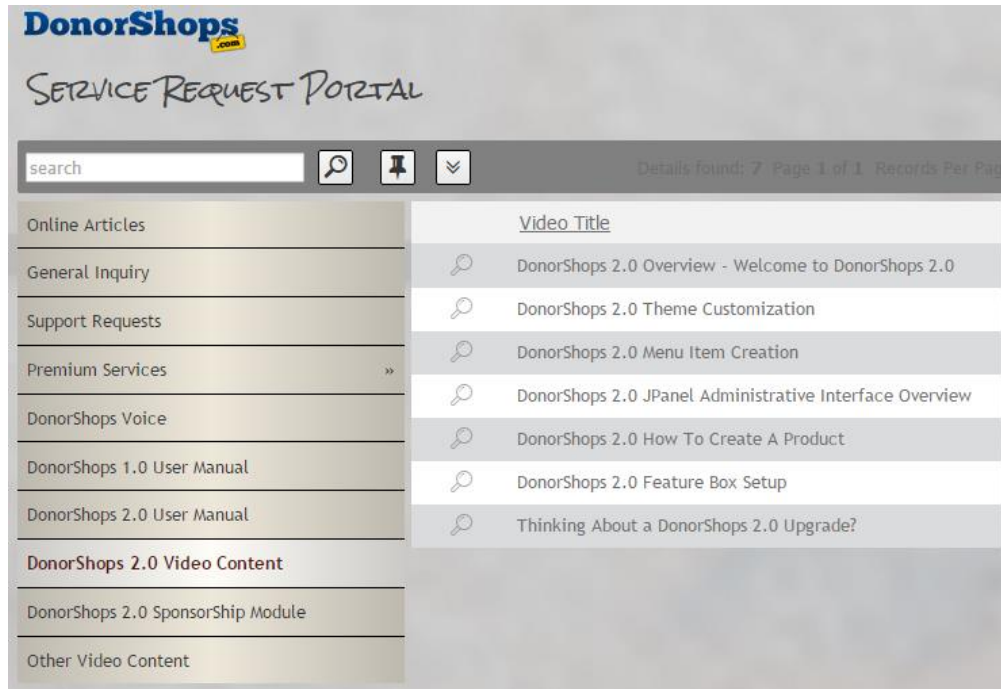 DonorShops
.com
SERVICE REQUEST PORTAL
search
Details found: 7 Page 1 of 1 Records Per Pag
Online Articles
General Inquiry
Support Requests
Premium Services »
DonorShops Voice
DonorShops 1.0 User Manual
DonorShops 2.0 User Manual
DonorShops 2.0 Video Content
DonorShops 2.0 SponsorShip Module
Other Video Content
Video Title
DonorShops 2.0 Overview - Welcome to DonorShops 2.0
DonorShops 2.0 Theme Customization
DonorShops 2.0 Menu Item Creation
DonorShops 2.0 JPanel Administrative Interface Overview
DonorShops 2.0 How To Create A Product
DonorShops 2.0 Feature Box Setup
Thinking About a DonorShops 2.0 Upgrade?